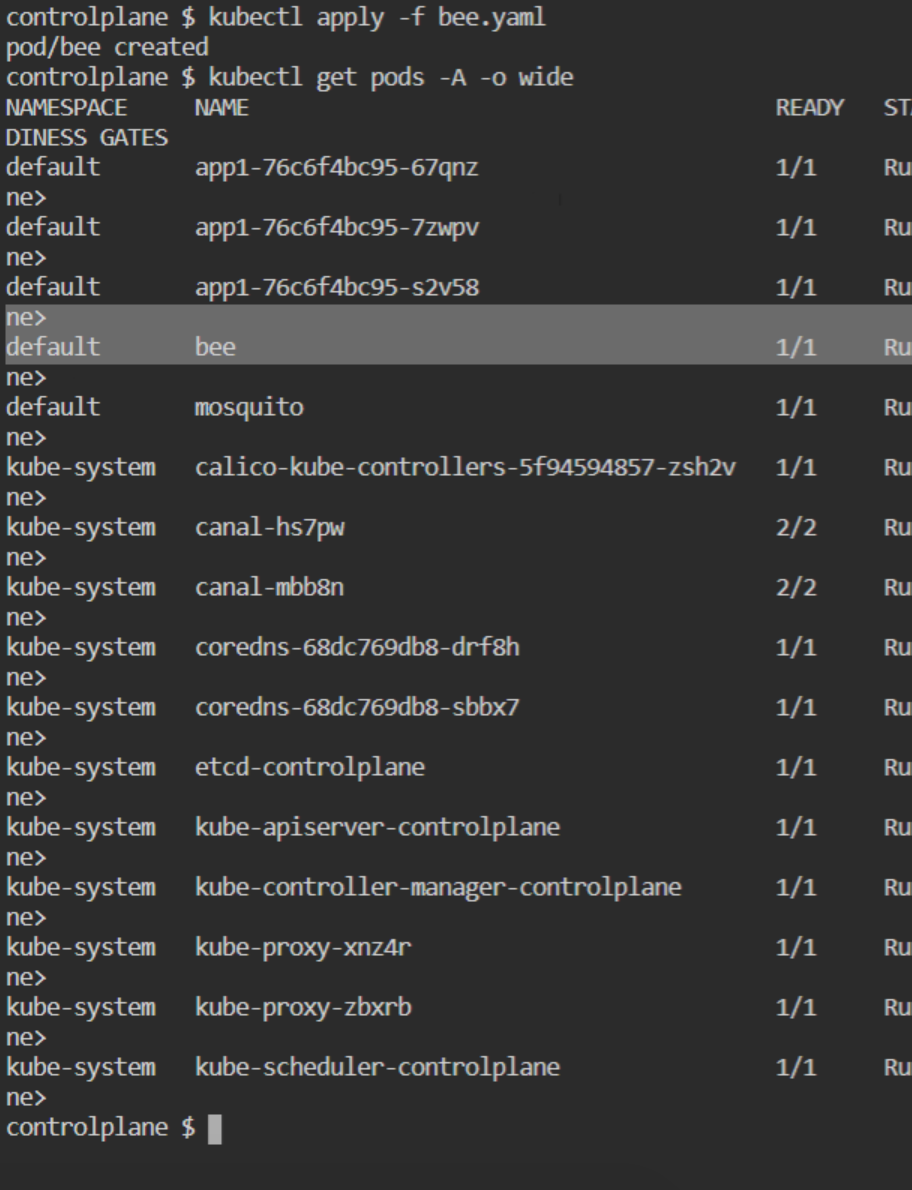 controlplane $ kubectl apply -f bee.yaml
pod/bee created
controlplane $ kubectl get pods -A -o wide
NAMESPACE NAME READY STA
DINESS GATES
default app1-76c6f4bc95-67qnz 1/1 Ru
ne>
default app1-76c6f4bc95-7zwpv 1/1 Ru
ne>
default app1-76c6f4bc95-s2v58 1/1 Ru
ne>
default bee 1/1 Ru
ne>
default mosquito 1/1 Ru
ne>
kube-system calico-kube-controllers-5f94594857-zsh2v 1/1 Ru
ne>
kube-system canal-hs7pw 2/2 Ru
ne>
kube-system canal-mbb8n 2/2 Ru
ne>
kube-system coredns-68dc769db8-drf8h 1/1 Ru
ne>
kube-system coredns-68dc769db8-sbbx7 1/1 Ru
ne>
kube-system etcd-controlplane 1/1 Ru
ne>
kube-system kube-apiserver-controlplane 1/1 Ru
ne>
kube-system kube-controller-manager-controlplane 1/1 Ru
ne>
kube-system kube-proxy-xnz4r 1/1 Ru
ne>
kube-system kube-proxy-zbxrb 1/1 Ru
ne>
kube-system kube-scheduler-controlplane 1/1 Ru
ne>
controlplane $